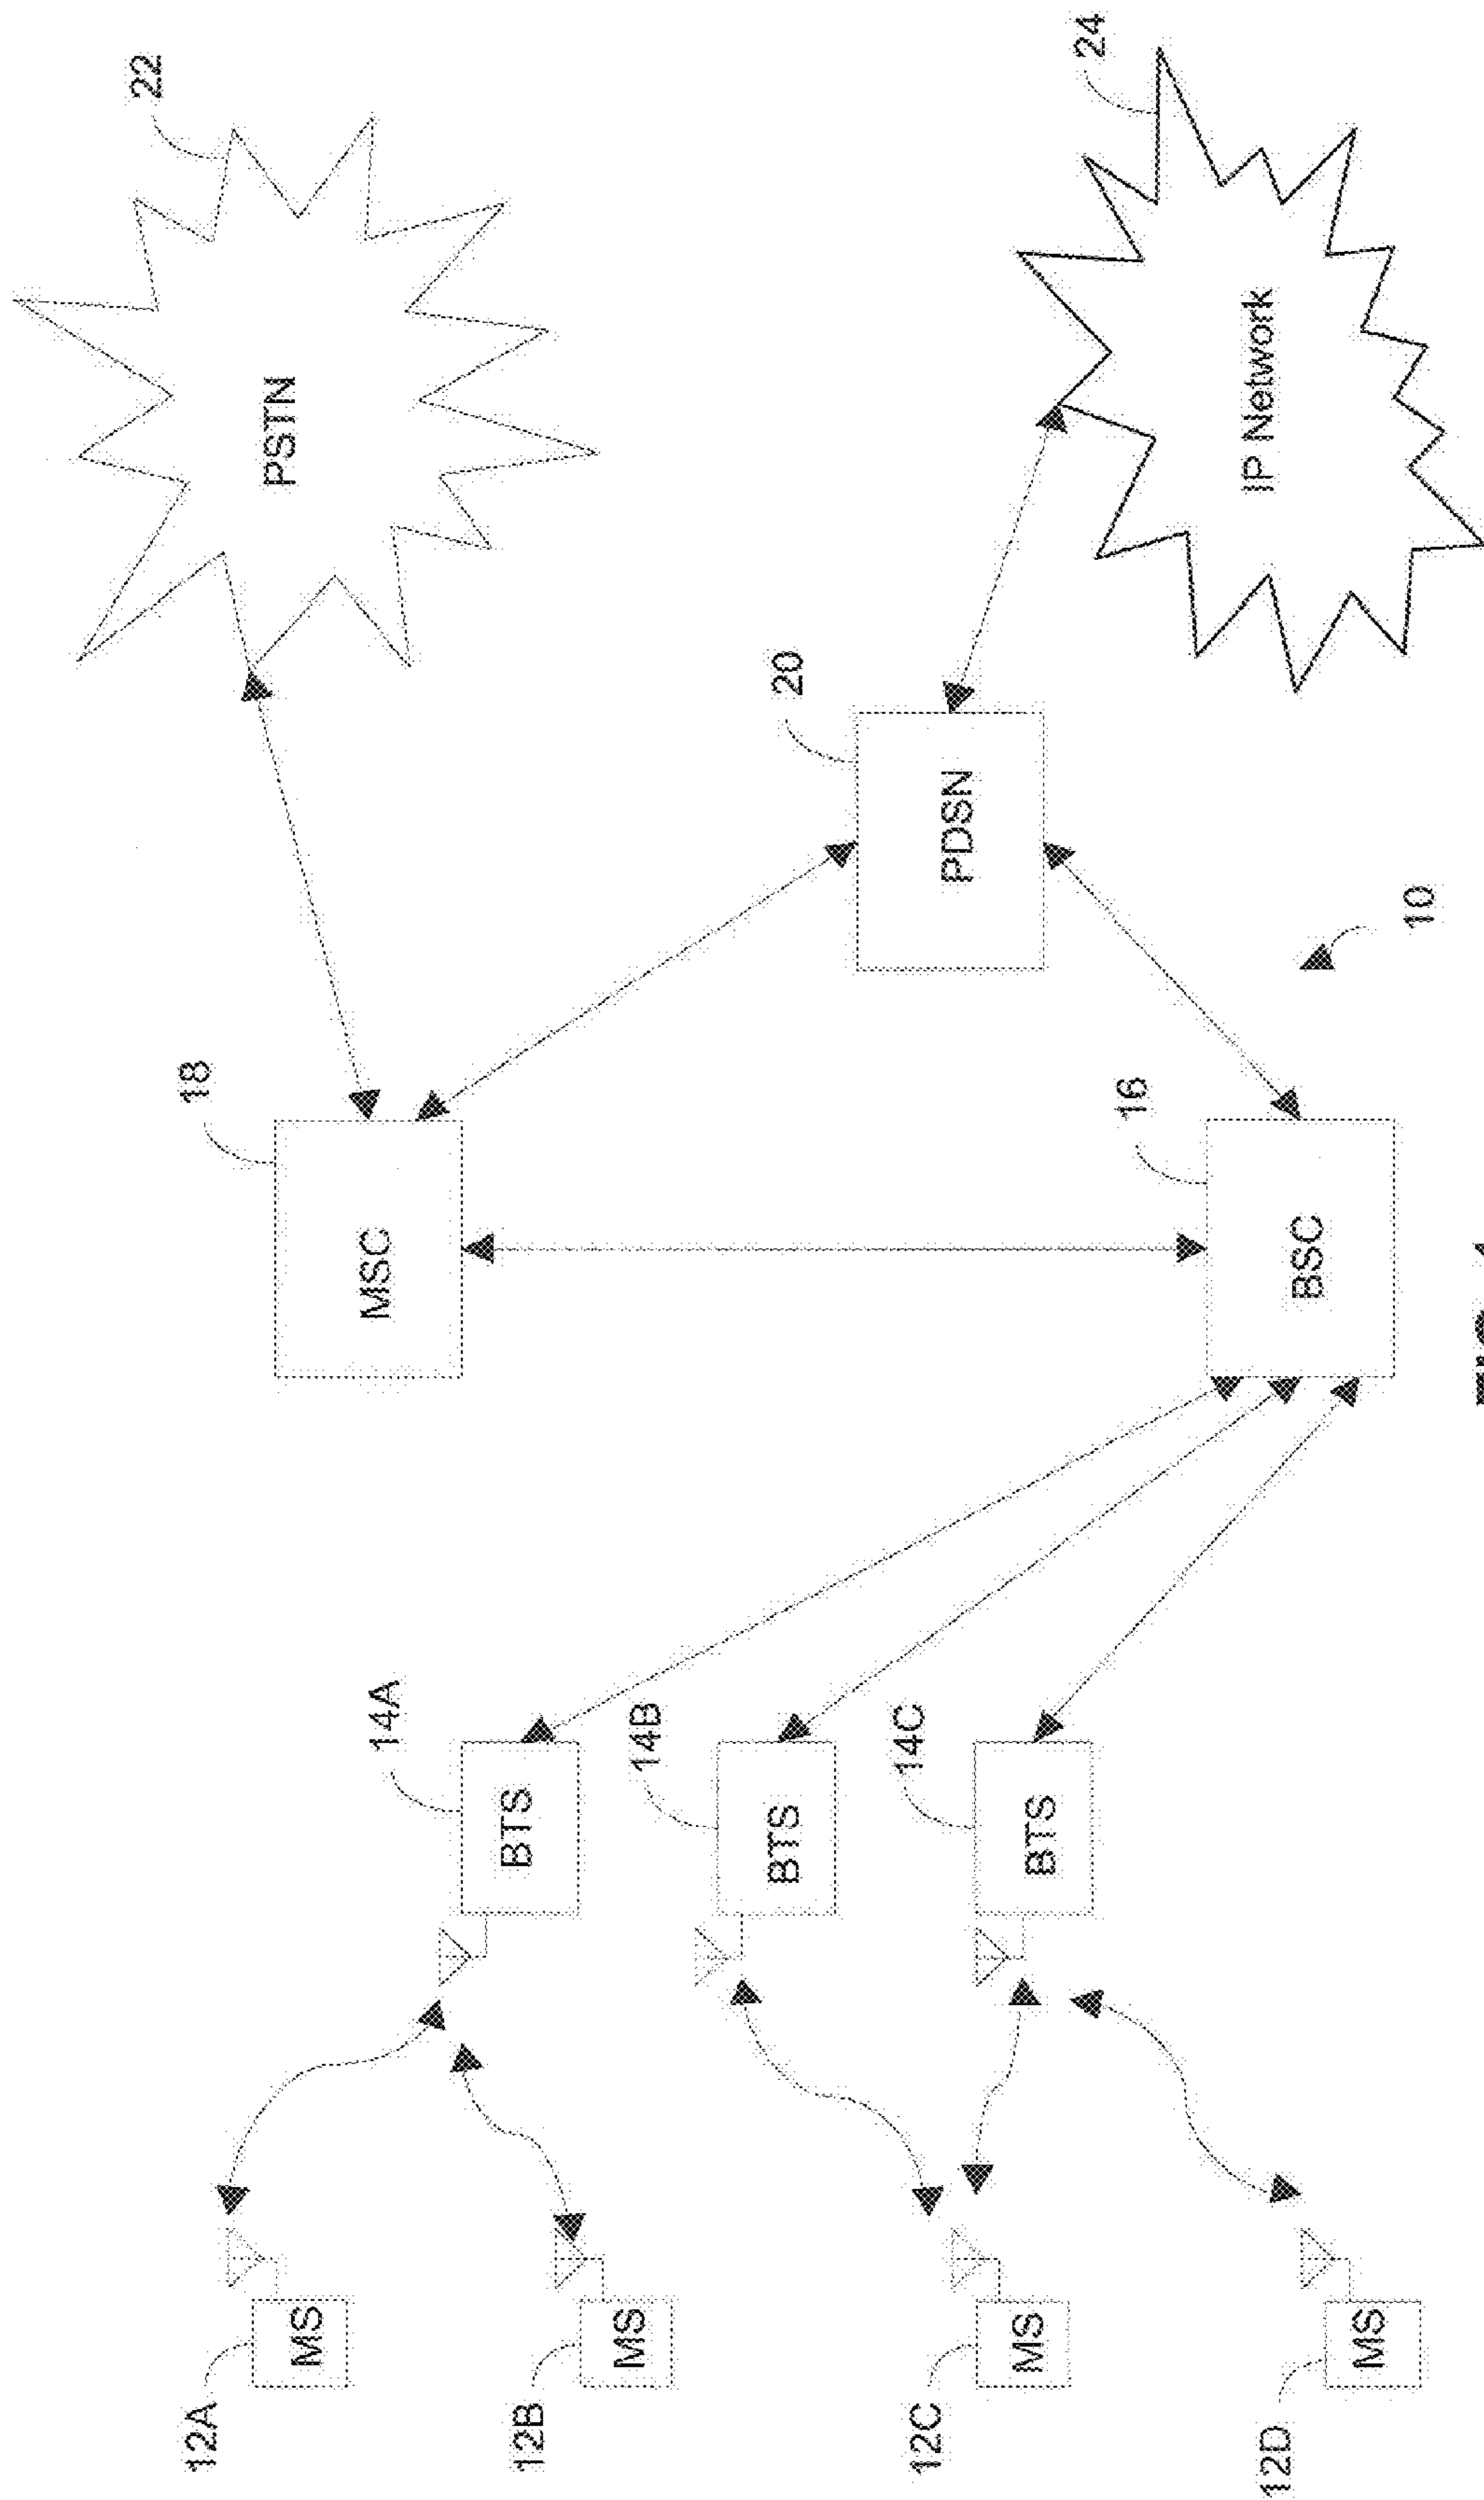 22
24
PSTN
IP Network
20
PDSN
10
18
MSC
16
BSC
14A
BTS
14B
BTS
14C
BTS
12A
MS
12B
MS
12C
MS
12D
MS